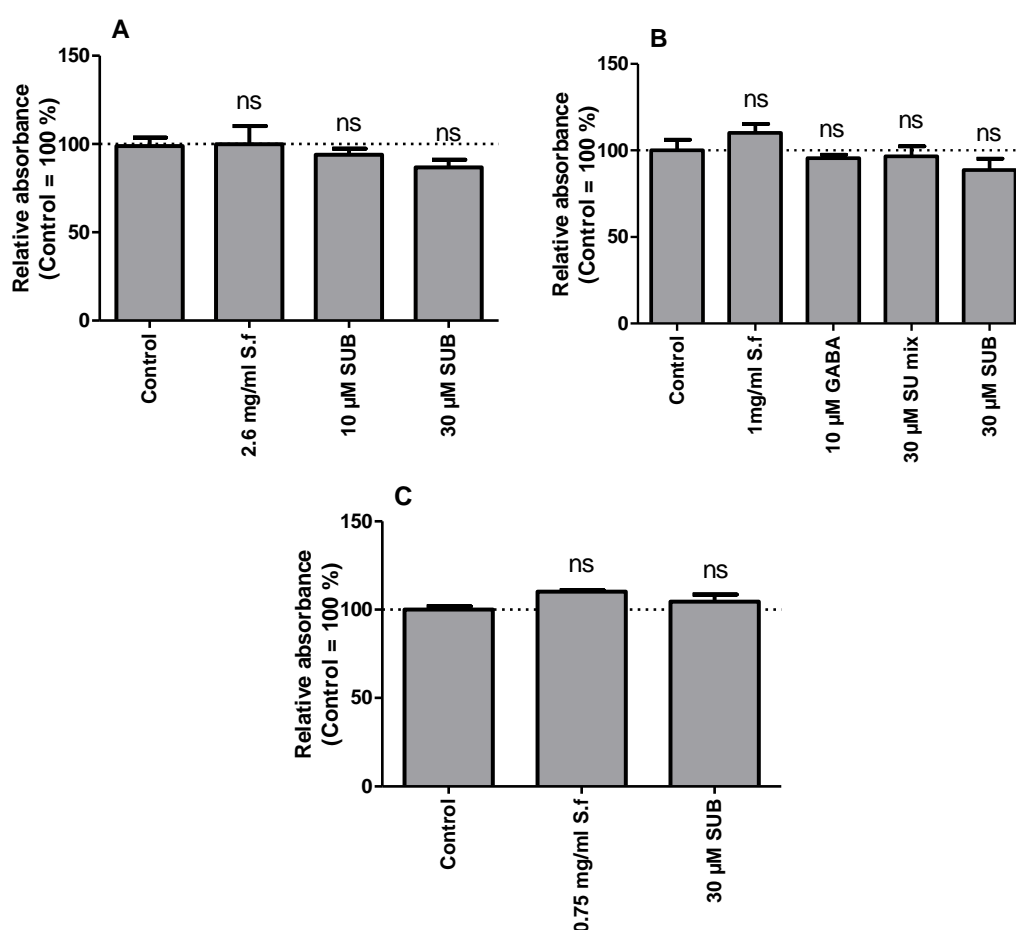 A
Relative absorbance
(Control = 100 %)
150
100
50
0
ns
ns
ns
Control
2.6 mg/ml S.f
10 µM SUB
30 µM SUB
B
Relative absorbance
(Control = 100 %)
150
100
50
0
ns
ns
ns
ns
Control
1mg/ml S.f
10 µM GABA
30 µM SU mix
30 µM SUB
C
Relative absorbance
(Control = 100 %)
150
100
50
0
ns
ns
Control
0.75 mg/ml S.f
30 µM SUB